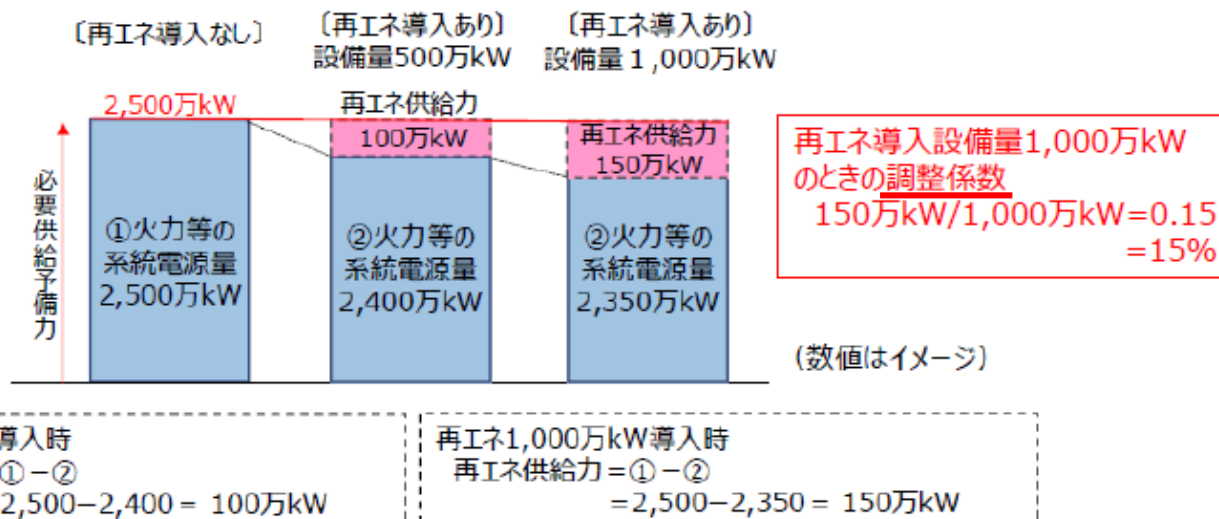 〔再エネ導入なし〕
〔再エネ導入あり〕
設備量500万kW
〔再エネ導入あり〕
設備量1,000万kW
2,500万kW
再エネ供給力
100万kW
再エネ供給力
150万kW
必要供給予備力
①火力等の
系統電源量
2,500万kW
②火力等の
系統電源量
2,400万kW
②火力等の
系統電源量
2,350万kW
再エネ導入設備量1,000万kW
のときの調整係数
150万kW/1,000万kW=0.15
=15%
(数値はイメージ)
導入時
①-②
2,500-2,400 = 100万kW
再エネ1,000万kW導入時
再エネ供給力=①-②
=2,500-2,350 = 150万kW